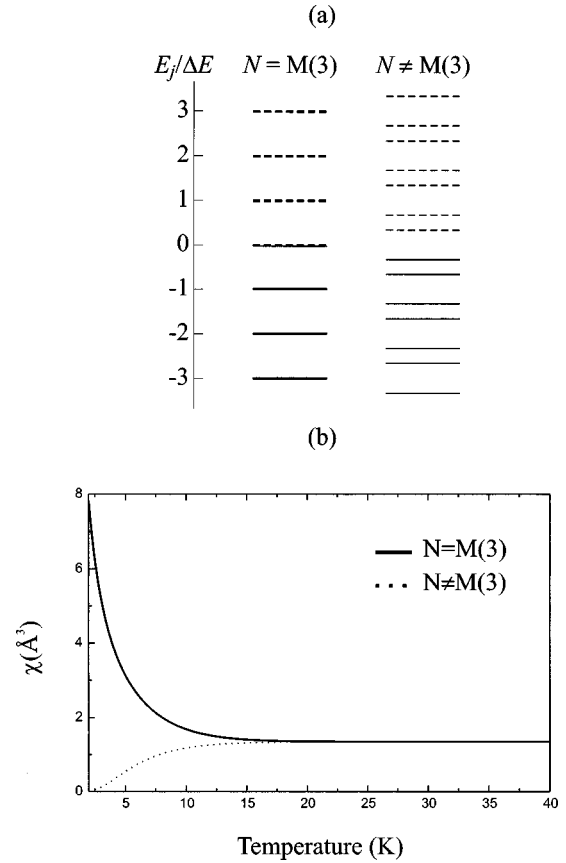 (a)
E_j/ΔE N = M(3) N ≠ M(3)
3
2
1
0
-1
-2
-3
(b)
8
6
4
2
0
χ(Å³)
N=M(3)
N≠M(3)
5 10 15 20 25 30 35 40
Temperature (K)